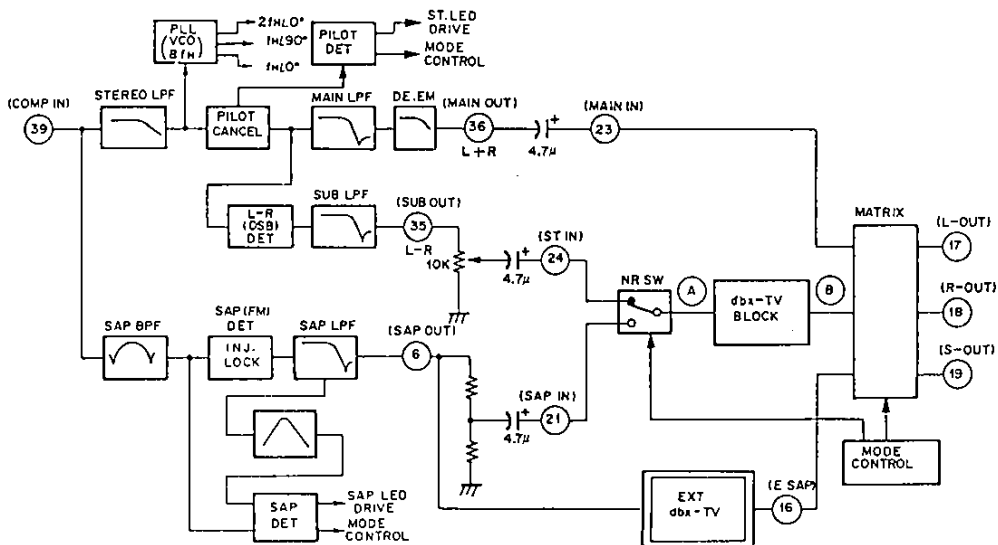 PLL
(VCO
8fH)
2fHL0°
fHL90°
fHL0°
PILOT
DET
ST.LED
DRIVE
MODE
CONTROL
(COMP IN)
39
STEREO LPF
PILOT
CANCEL
MAIN LPF
DE.EM
(MAIN OUT)
36
L+R
+
4.7μ
(MAIN IN)
23
L-R
(DSB)
DET
SUB LPF
(SUB OUT)
35
L-R
10K
+
4.7μ
(ST IN)
24
NR SW
A
dbx-TV
BLOCK
B
MATRIX
(L-OUT)
17
(R-OUT)
18
(S-OUT)
19
SAP BPF
SAP(FM)
DET
INJ.
LOCK
SAP LPF
(SAP OUT)
6
+
4.7μ
(SAP IN)
21
MODE
CONTROL
SAP
DET
SAP LED
DRIVE
MODE
CONTROL
EXT
dbx-TV
(E SAP)
16